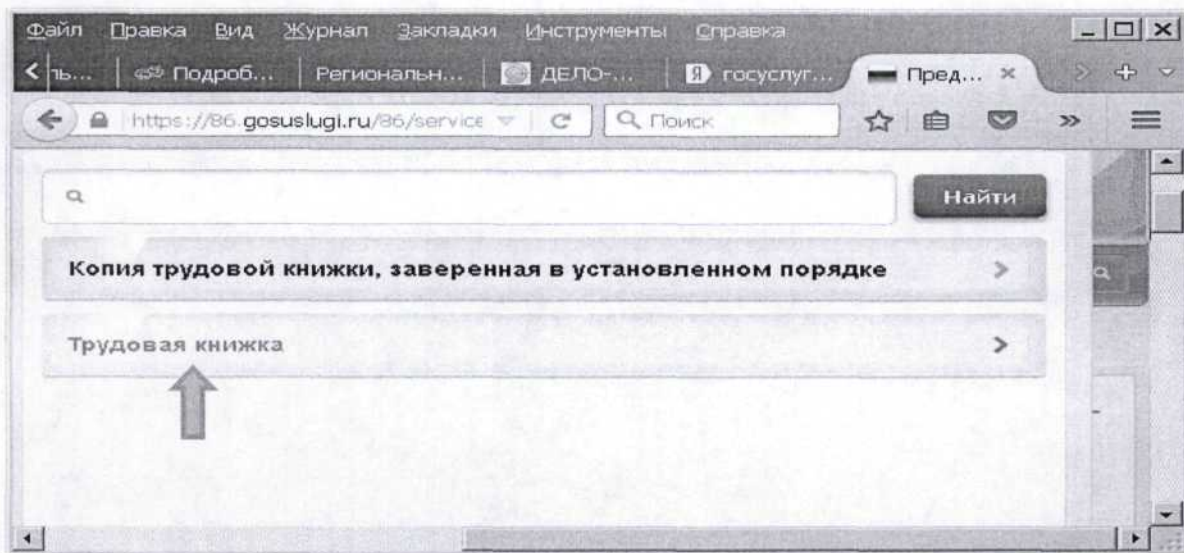 Файл Правка Вид Журнал Закладки Инструменты Справка
ть... Подроб... Региональн... ДЕЛО-... Я госуслуг... Пред...
https://86.gosuslugi.ru/86/service Поиск
Найти
Копия трудовой книжки, заверенная в установленном порядке
Трудовая книжка